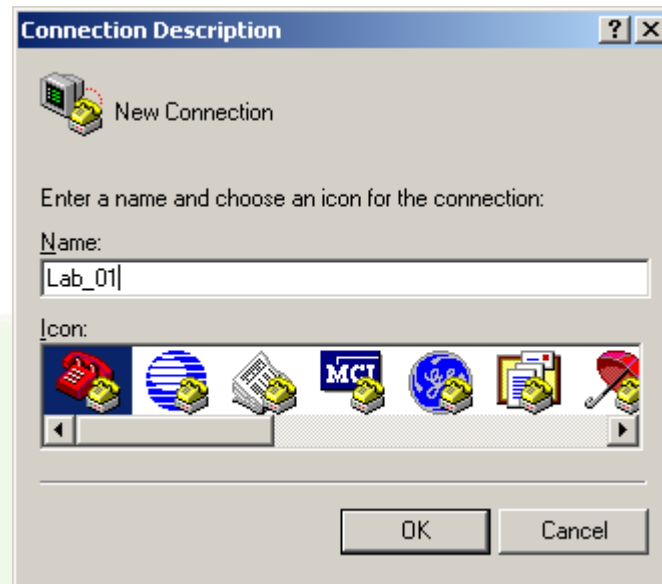 Connection Description
New Connection
Enter a name and choose an icon for the connection:
Name:
Lab_01
Icon:
MCI
OK Cancel